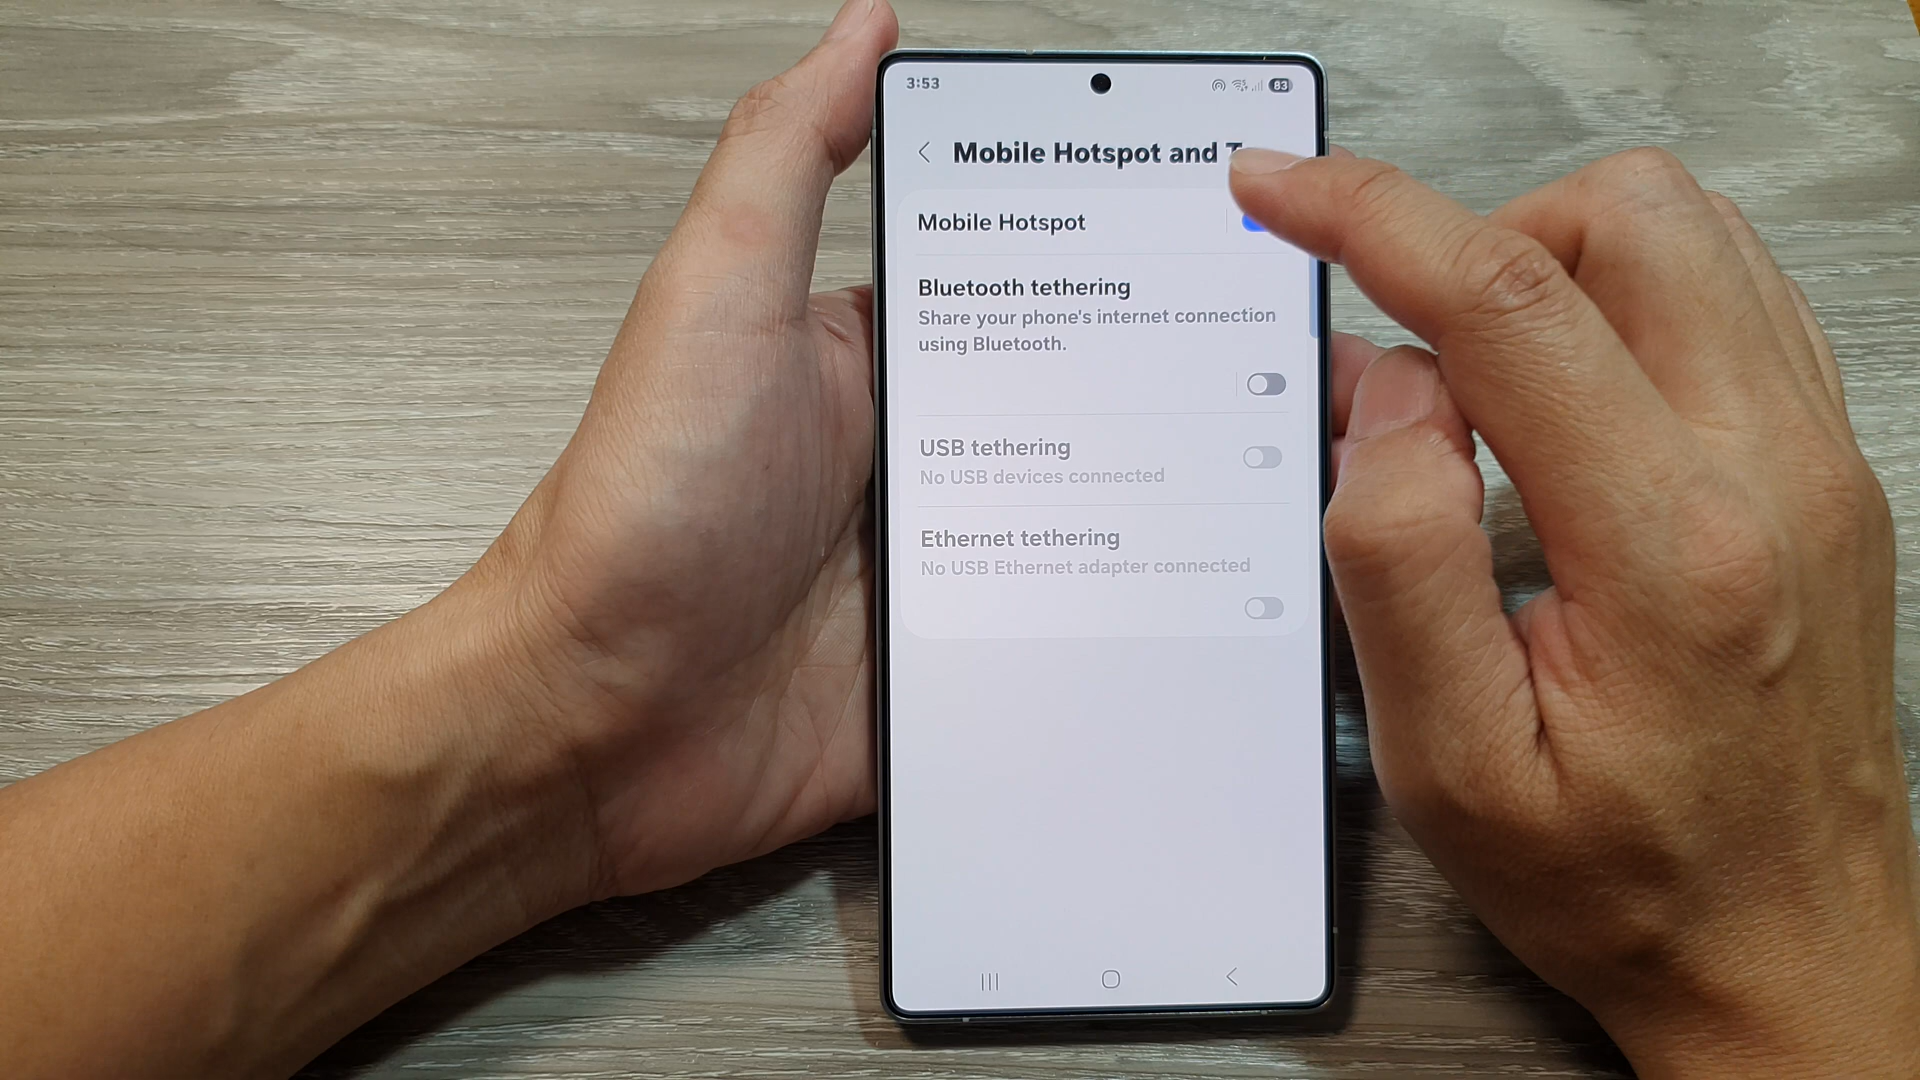 3:53
83
Mobile Hotspot and T
Mobile Hotspot
Bluetooth tethering
Share your phone's internet connection
using Bluetooth.
USB tethering
No USB devices connected
Ethernet tethering
No USB Ethernet adapter connected